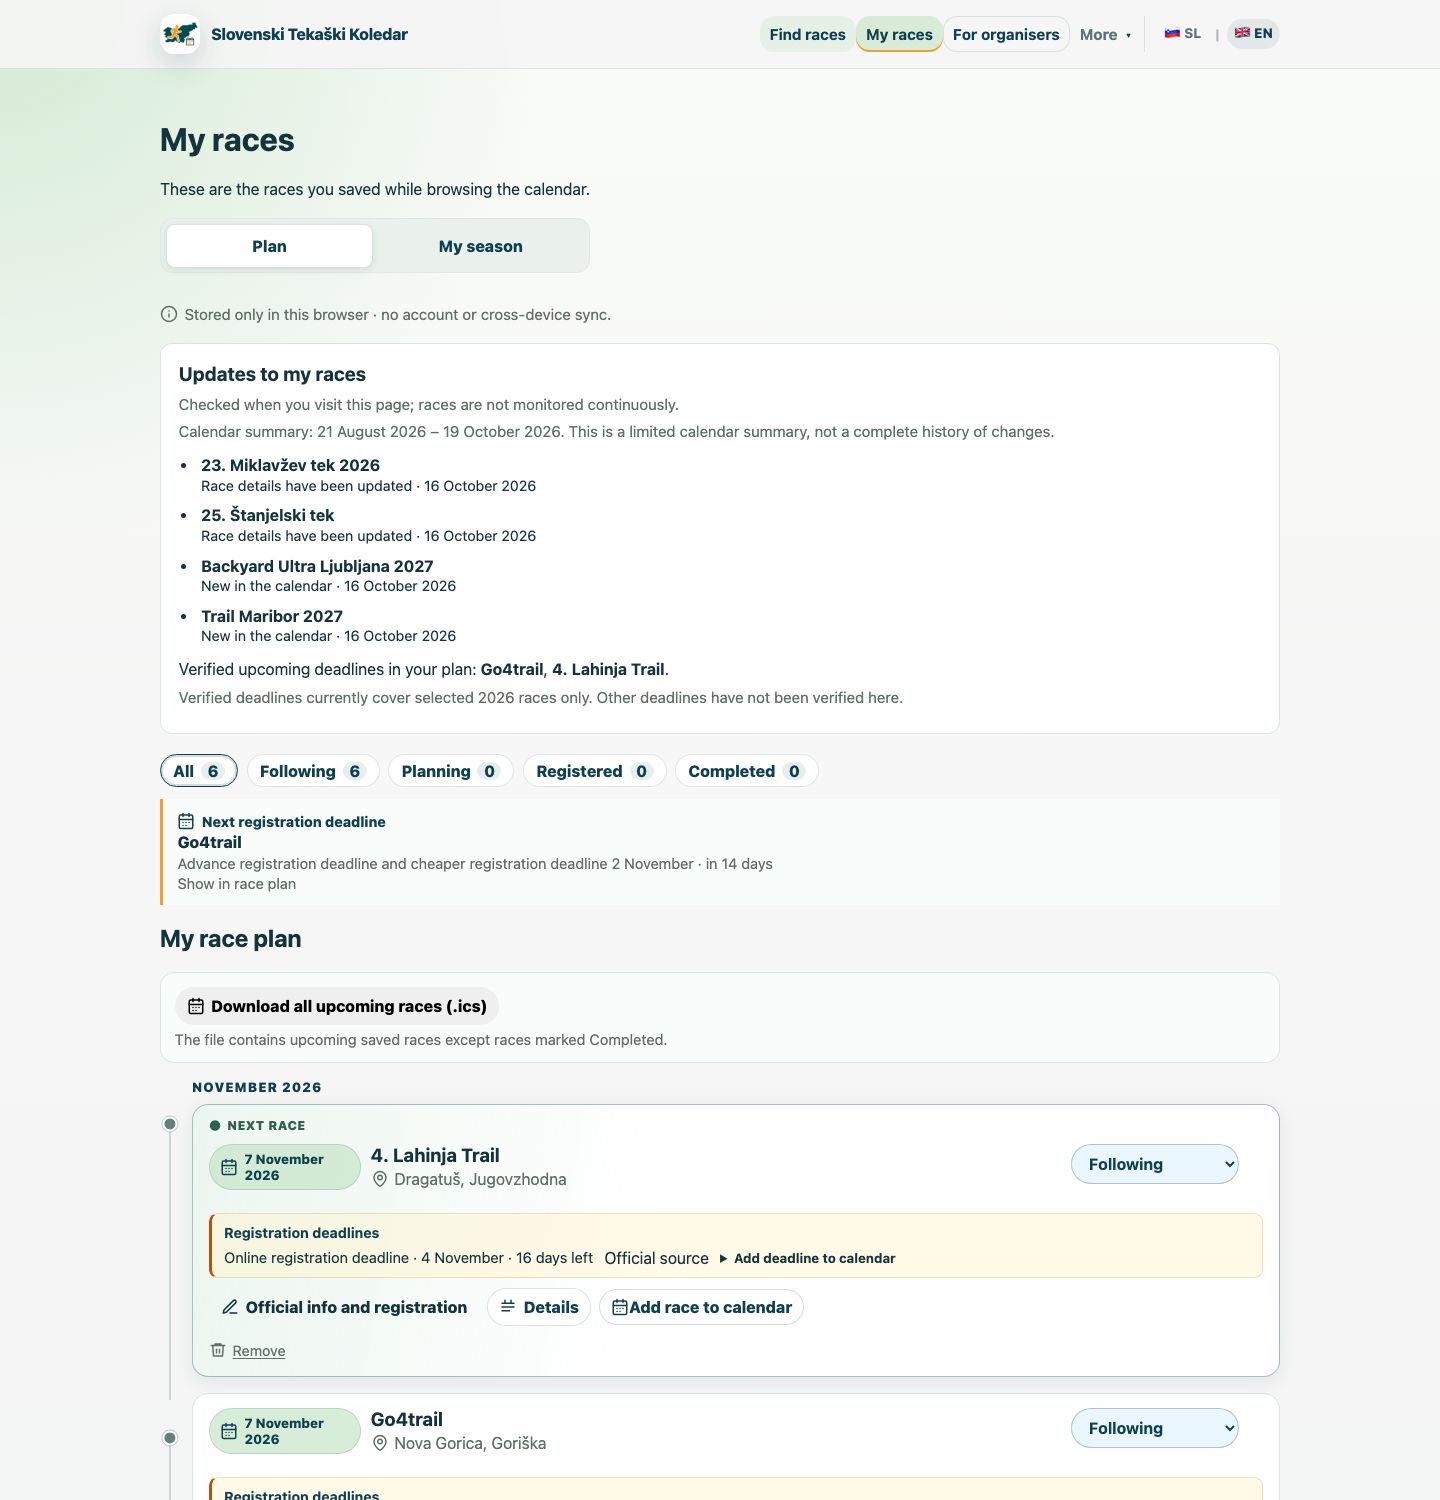 Slovenski Tekaški Koledar
Find races
My races
For organisers
More
SL
|
EN
My races
These are the races you saved while browsing the calendar.
Plan
My season
Stored only in this browser · no account or cross-device sync.
Updates to my races
Checked when you visit this page; races are not monitored continuously.
Calendar summary: 21 August 2026 – 19 October 2026. This is a limited calendar summary, not a complete history of changes.
• 23. Miklavžev tek 2026
Race details have been updated · 16 October 2026
• 25. Štanjelski tek
Race details have been updated · 16 October 2026
• Backyard Ultra Ljubljana 2027
New in the calendar · 16 October 2026
• Trail Maribor 2027
New in the calendar · 16 October 2026
Verified upcoming deadlines in your plan: Go4trail, 4. Lahinja Trail.
Verified deadlines currently cover selected 2026 races only. Other deadlines have not been verified here.
All 6
Following 6
Planning 0
Registered 0
Completed 0
Next registration deadline
Go4trail
Advance registration deadline and cheaper registration deadline 2 November · in 14 days
Show in race plan
My race plan
Download all upcoming races (.ics)
The file contains upcoming saved races except races marked Completed.
NOVEMBER 2026
NEXT RACE
7 November
2026
4. Lahinja Trail
Dragatuš, Jugovzhodna
Following
Registration deadlines
Online registration deadline · 4 November · 16 days left Official source ▶ Add deadline to calendar
Official info and registration
Details
Add race to calendar
Remove
7 November
2026
Go4trail
Nova Gorica, Goriška
Following
Registration deadlines